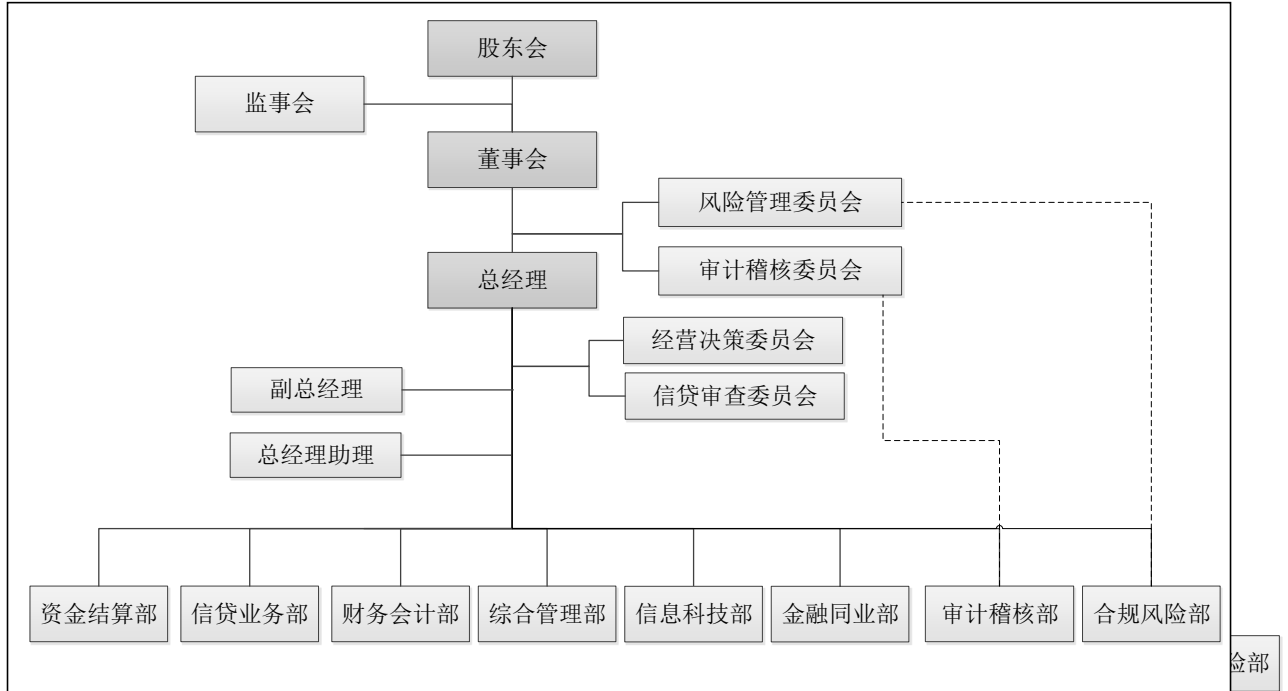 股东会
监事会
董事会
风险管理委员会
审计稽核委员会
总经理
经营决策委员会
副总经理
信贷审查委员会
总经理助理
资金结算部
信贷业务部
财务会计部
综合管理部
信息科技部
金融同业部
审计稽核部
合规风险部
险部